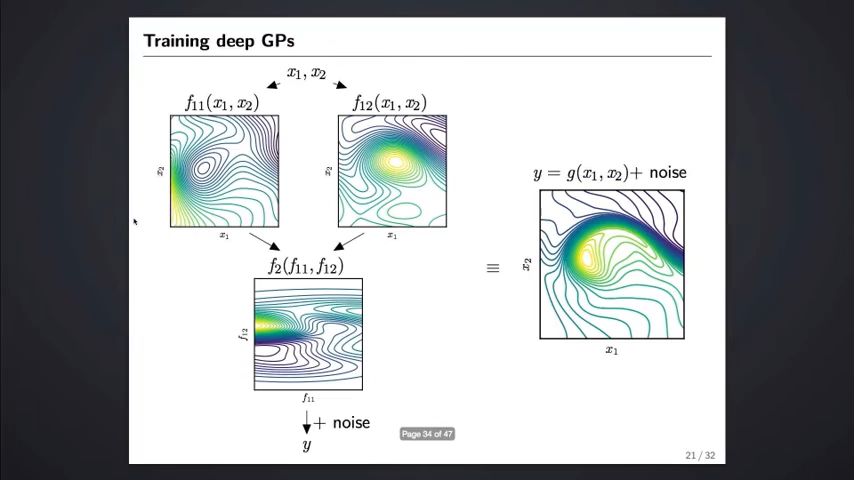 Training deep GPs
x₁, x₂
f₁₁(x₁, x₂)
f₁₂(x₁, x₂)
x₂
x₁
x₂
x₁
f₂(f₁₁, f₁₂)
f₁₂
f₁₁
+ noise
y
≡
y = g(x₁, x₂)+ noise
x₂
x₁
Page 34 of 47
21 / 32